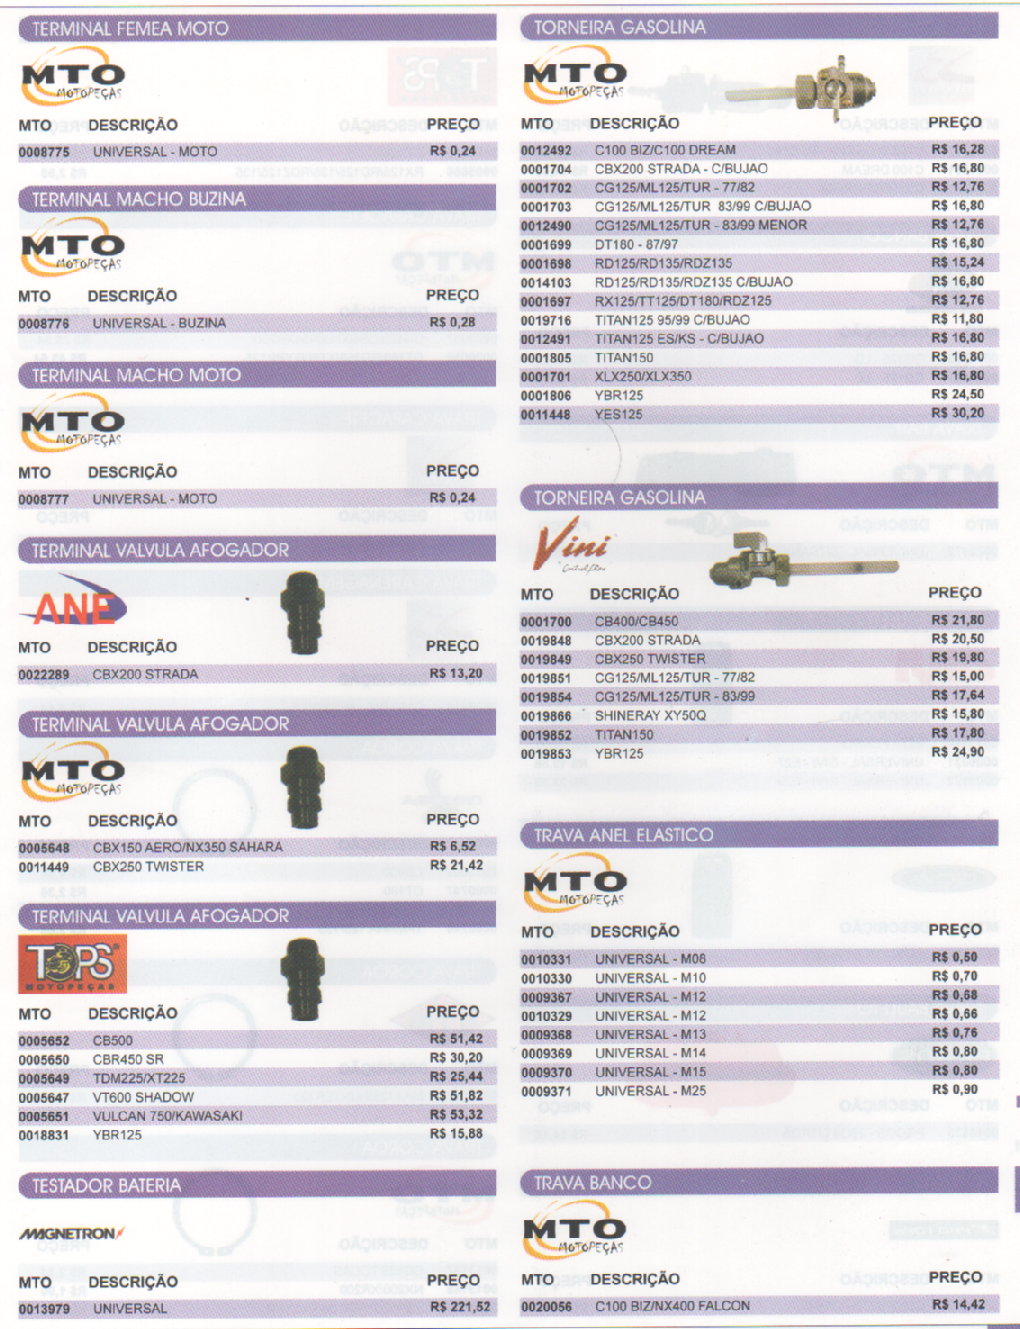 TERMINAL FEMEA MOTO
MTO
MOTOPEÇAS
MTO DESCRIÇÃO PREÇO
0008775 UNIVERSAL - MOTO R$ 0,24
TERMINAL MACHO BUZINA
MTO
MOTOPEÇAS
MTO DESCRIÇÃO PREÇO
0008776 UNIVERSAL - BUZINA R$ 0,28
TERMINAL MACHO MOTO
MTO
MOTOPEÇAS
MTO DESCRIÇÃO PREÇO
0008777 UNIVERSAL - MOTO R$ 0,24
TERMINAL VALVULA AFOGADOR
ANE
MTO DESCRIÇÃO PREÇO
0022289 CBX200 STRADA R$ 13,20
TERMINAL VALVULA AFOGADOR
MTO
MOTOPEÇAS
MTO DESCRIÇÃO PREÇO
0005648 CBX150 AERO/NX350 SAHARA R$ 6,52
0011449 CBX250 TWISTER R$ 21,42
TERMINAL VALVULA AFOGADOR
TOPS
MOTOPEÇAS
MTO DESCRIÇÃO PREÇO
0005652 CB500 R$ 51,42
0005650 CBR450 SR R$ 30,20
0005649 TDM225/XT225 R$ 25,44
0005647 VT600 SHADOW R$ 51,82
0005651 VULCAN 750/KAWASAKI R$ 53,32
0018831 YBR125 R$ 15,88
TESTADOR BATERIA
MAGNETRON
MTO DESCRIÇÃO PREÇO
0013979 UNIVERSAL R$ 221,52
TORNEIRA GASOLINA
MTO
MOTOPEÇAS
MTO DESCRIÇÃO PREÇO
0012492 C100 BIZ/C100 DREAM R$ 16,28
0001704 CBX200 STRADA - C/BUJAO R$ 16,80
0001702 CG125/ML125/TUR - 77/82 R$ 12,76
0001703 CG125/ML125/TUR 83/99 C/BUJAO R$ 16,80
0012490 CG125/ML125/TUR - 83/99 MENOR R$ 12,76
0001699 DT180 - 87/97 R$ 16,80
0001698 RD125/RD135/RDZ135 R$ 15,24
0014103 RD125/RD135/RDZ135 C/BUJAO R$ 16,80
0001697 RX125/TT125/DT180/RDZ125 R$ 12,76
0019716 TITAN125 95/99 C/BUJAO R$ 11,80
0012491 TITAN125 ES/KS - C/BUJAO R$ 16,80
0001805 TITAN150 R$ 16,80
0001701 XLX250/XLX350 R$ 16,80
0001806 YBR125 R$ 24,50
0011448 YES125 R$ 30,20
TORNEIRA GASOLINA
Vini
MTO DESCRIÇÃO PREÇO
0001700 CB400/CB450 R$ 21,80
0019848 CBX200 STRADA R$ 20,50
0019849 CBX250 TWISTER R$ 19,80
0019851 CG125/ML125/TUR - 77/82 R$ 15,00
0019854 CG125/ML125/TUR - 83/99 R$ 17,64
0019866 SHINERAY XY50Q R$ 15,80
0019852 TITAN150 R$ 17,80
0019853 YBR125 R$ 24,90
TRAVA ANEL ELASTICO
MTO
MOTOPEÇAS
MTO DESCRIÇÃO PREÇO
0010331 UNIVERSAL - M08 R$ 0,50
0010330 UNIVERSAL - M10 R$ 0,70
0009367 UNIVERSAL - M12 R$ 0,68
0010329 UNIVERSAL - M12 R$ 0,66
0009368 UNIVERSAL - M13 R$ 0,76
0009369 UNIVERSAL - M14 R$ 0,80
0009370 UNIVERSAL - M15 R$ 0,80
0009371 UNIVERSAL - M25 R$ 0,90
TRAVA BANCO
MTO
MOTOPEÇAS
MTO DESCRIÇÃO PREÇO
0020056 C100 BIZ/NX400 FALCON R$ 14,42